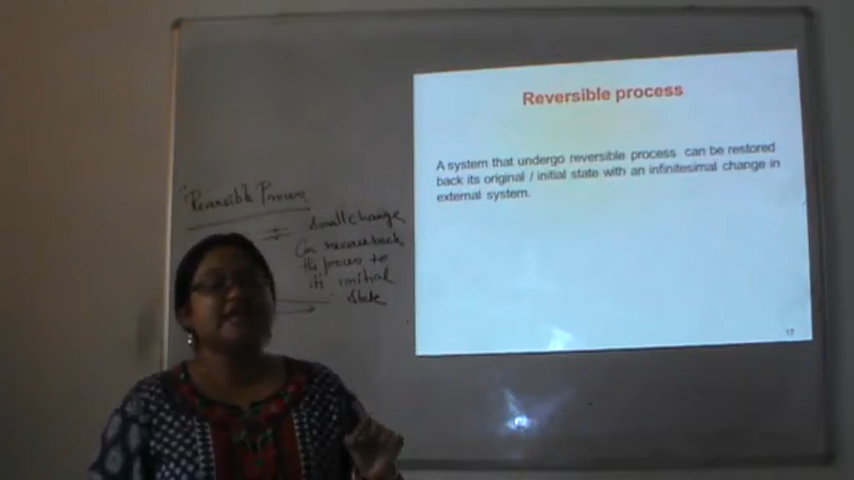 Reversible process
A system that undergo reversible process can be restored
back its original / initial state with an infinitesimal change in
external system.
17
Reversible Process
Small change
Can reverse back
the process to
its initial
State